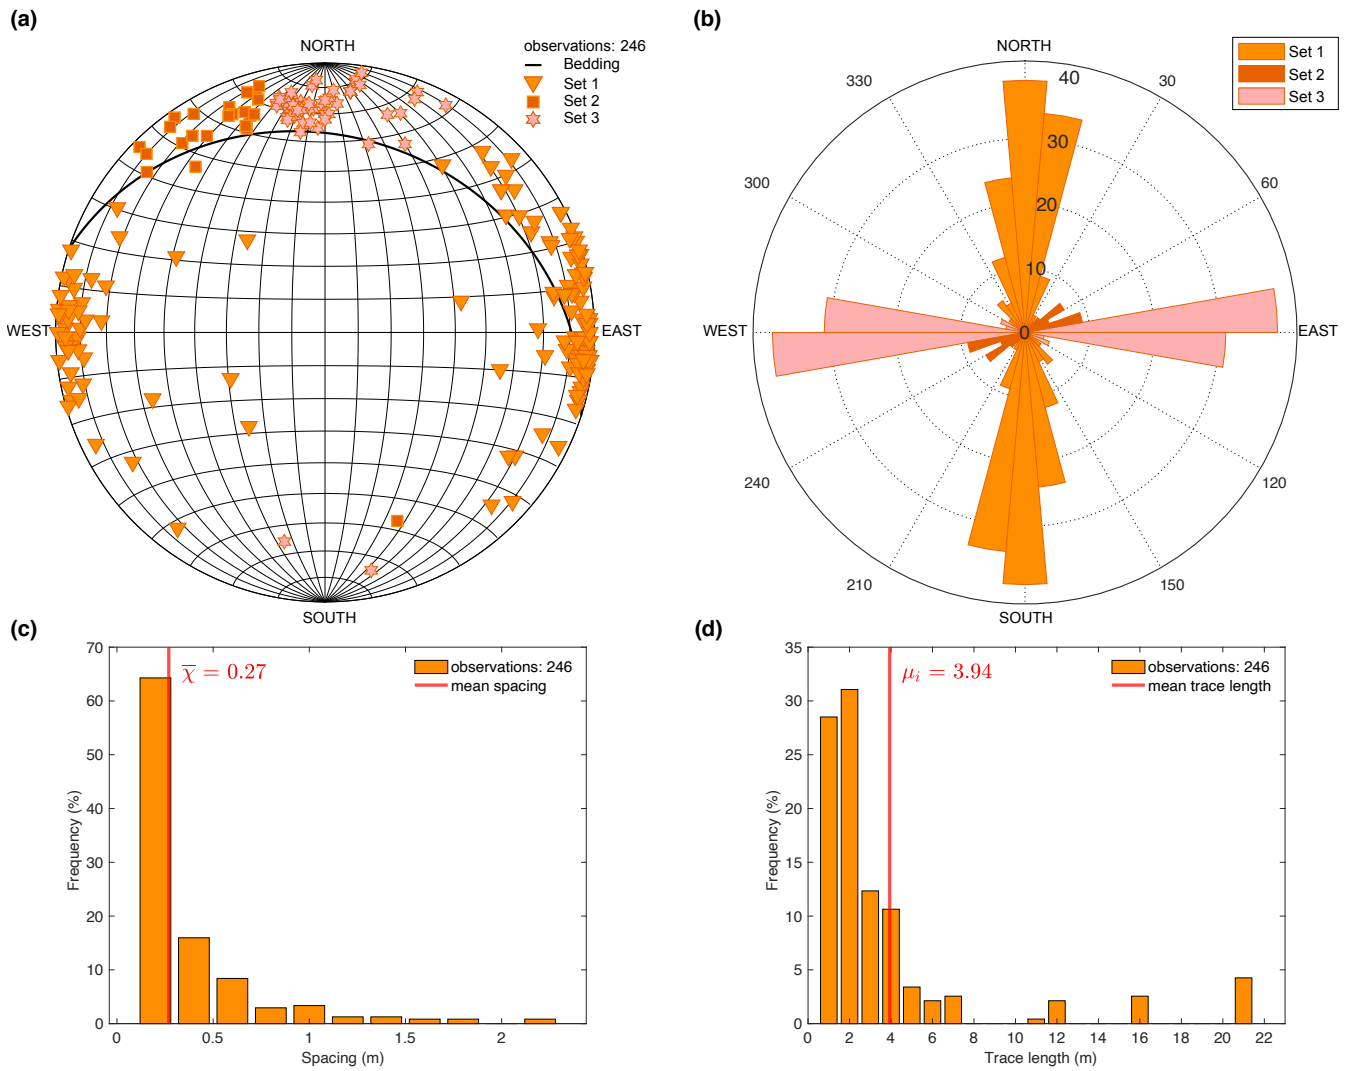 (a)
NORTH
observations: 246
Bedding
Set 1
Set 2
Set 3
WEST
EAST
SOUTH
(b)
NORTH
Set 1
Set 2
Set 3
330
40
30
30
300
20
60
10
WEST
0
EAST
240
120
210
150
SOUTH
(c)
70
60
50
40
30
20
10
0
Frequency (%)
χ̅ = 0.27
observations: 246
mean spacing
0 0.5 1 1.5 2
Spacing (m)
(d)
35
30
25
20
15
10
5
0
Frequency (%)
μᵢ = 3.94
observations: 246
mean trace length
0 2 4 6 8 10 12 14 16 18 20 22
Trace length (m)